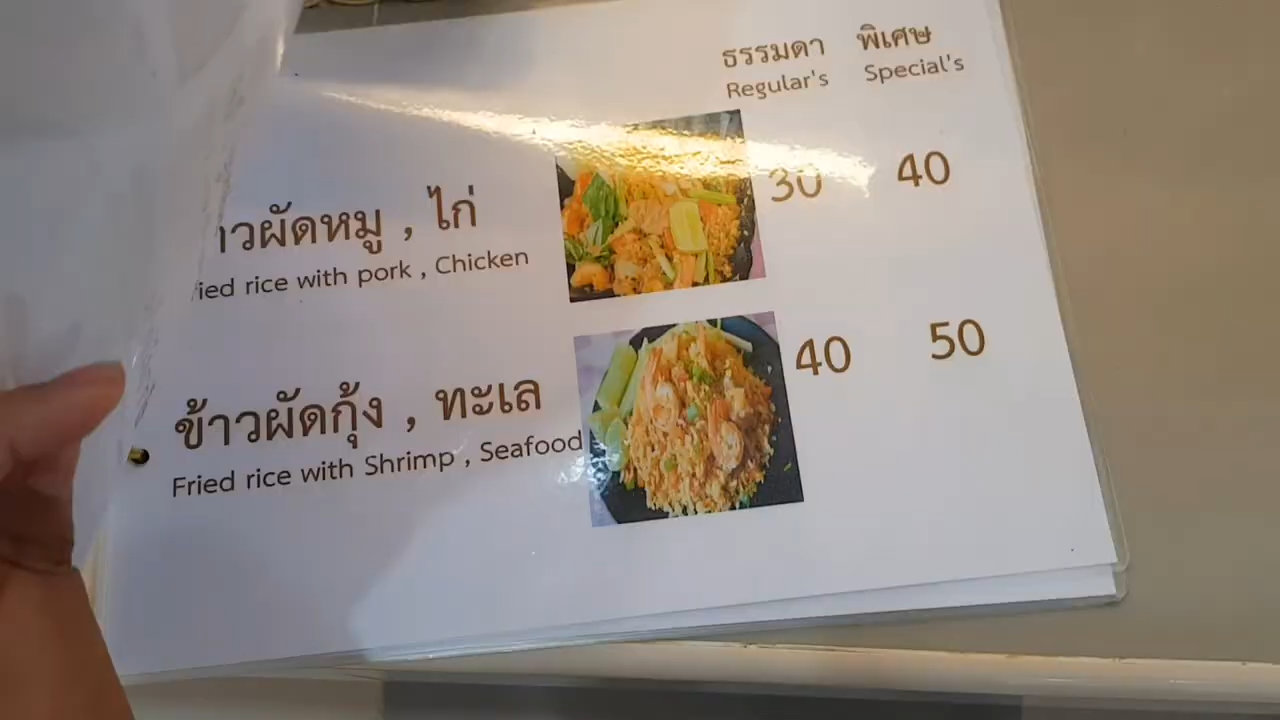 ธรรมดา พิเศษ
Regular's Special's
าวผัดหมู , ไก่ 30 40
ied rice with pork , Chicken
ข้าวผัดกุ้ง , ทะเล 40 50
Fried rice with Shrimp , Seafood